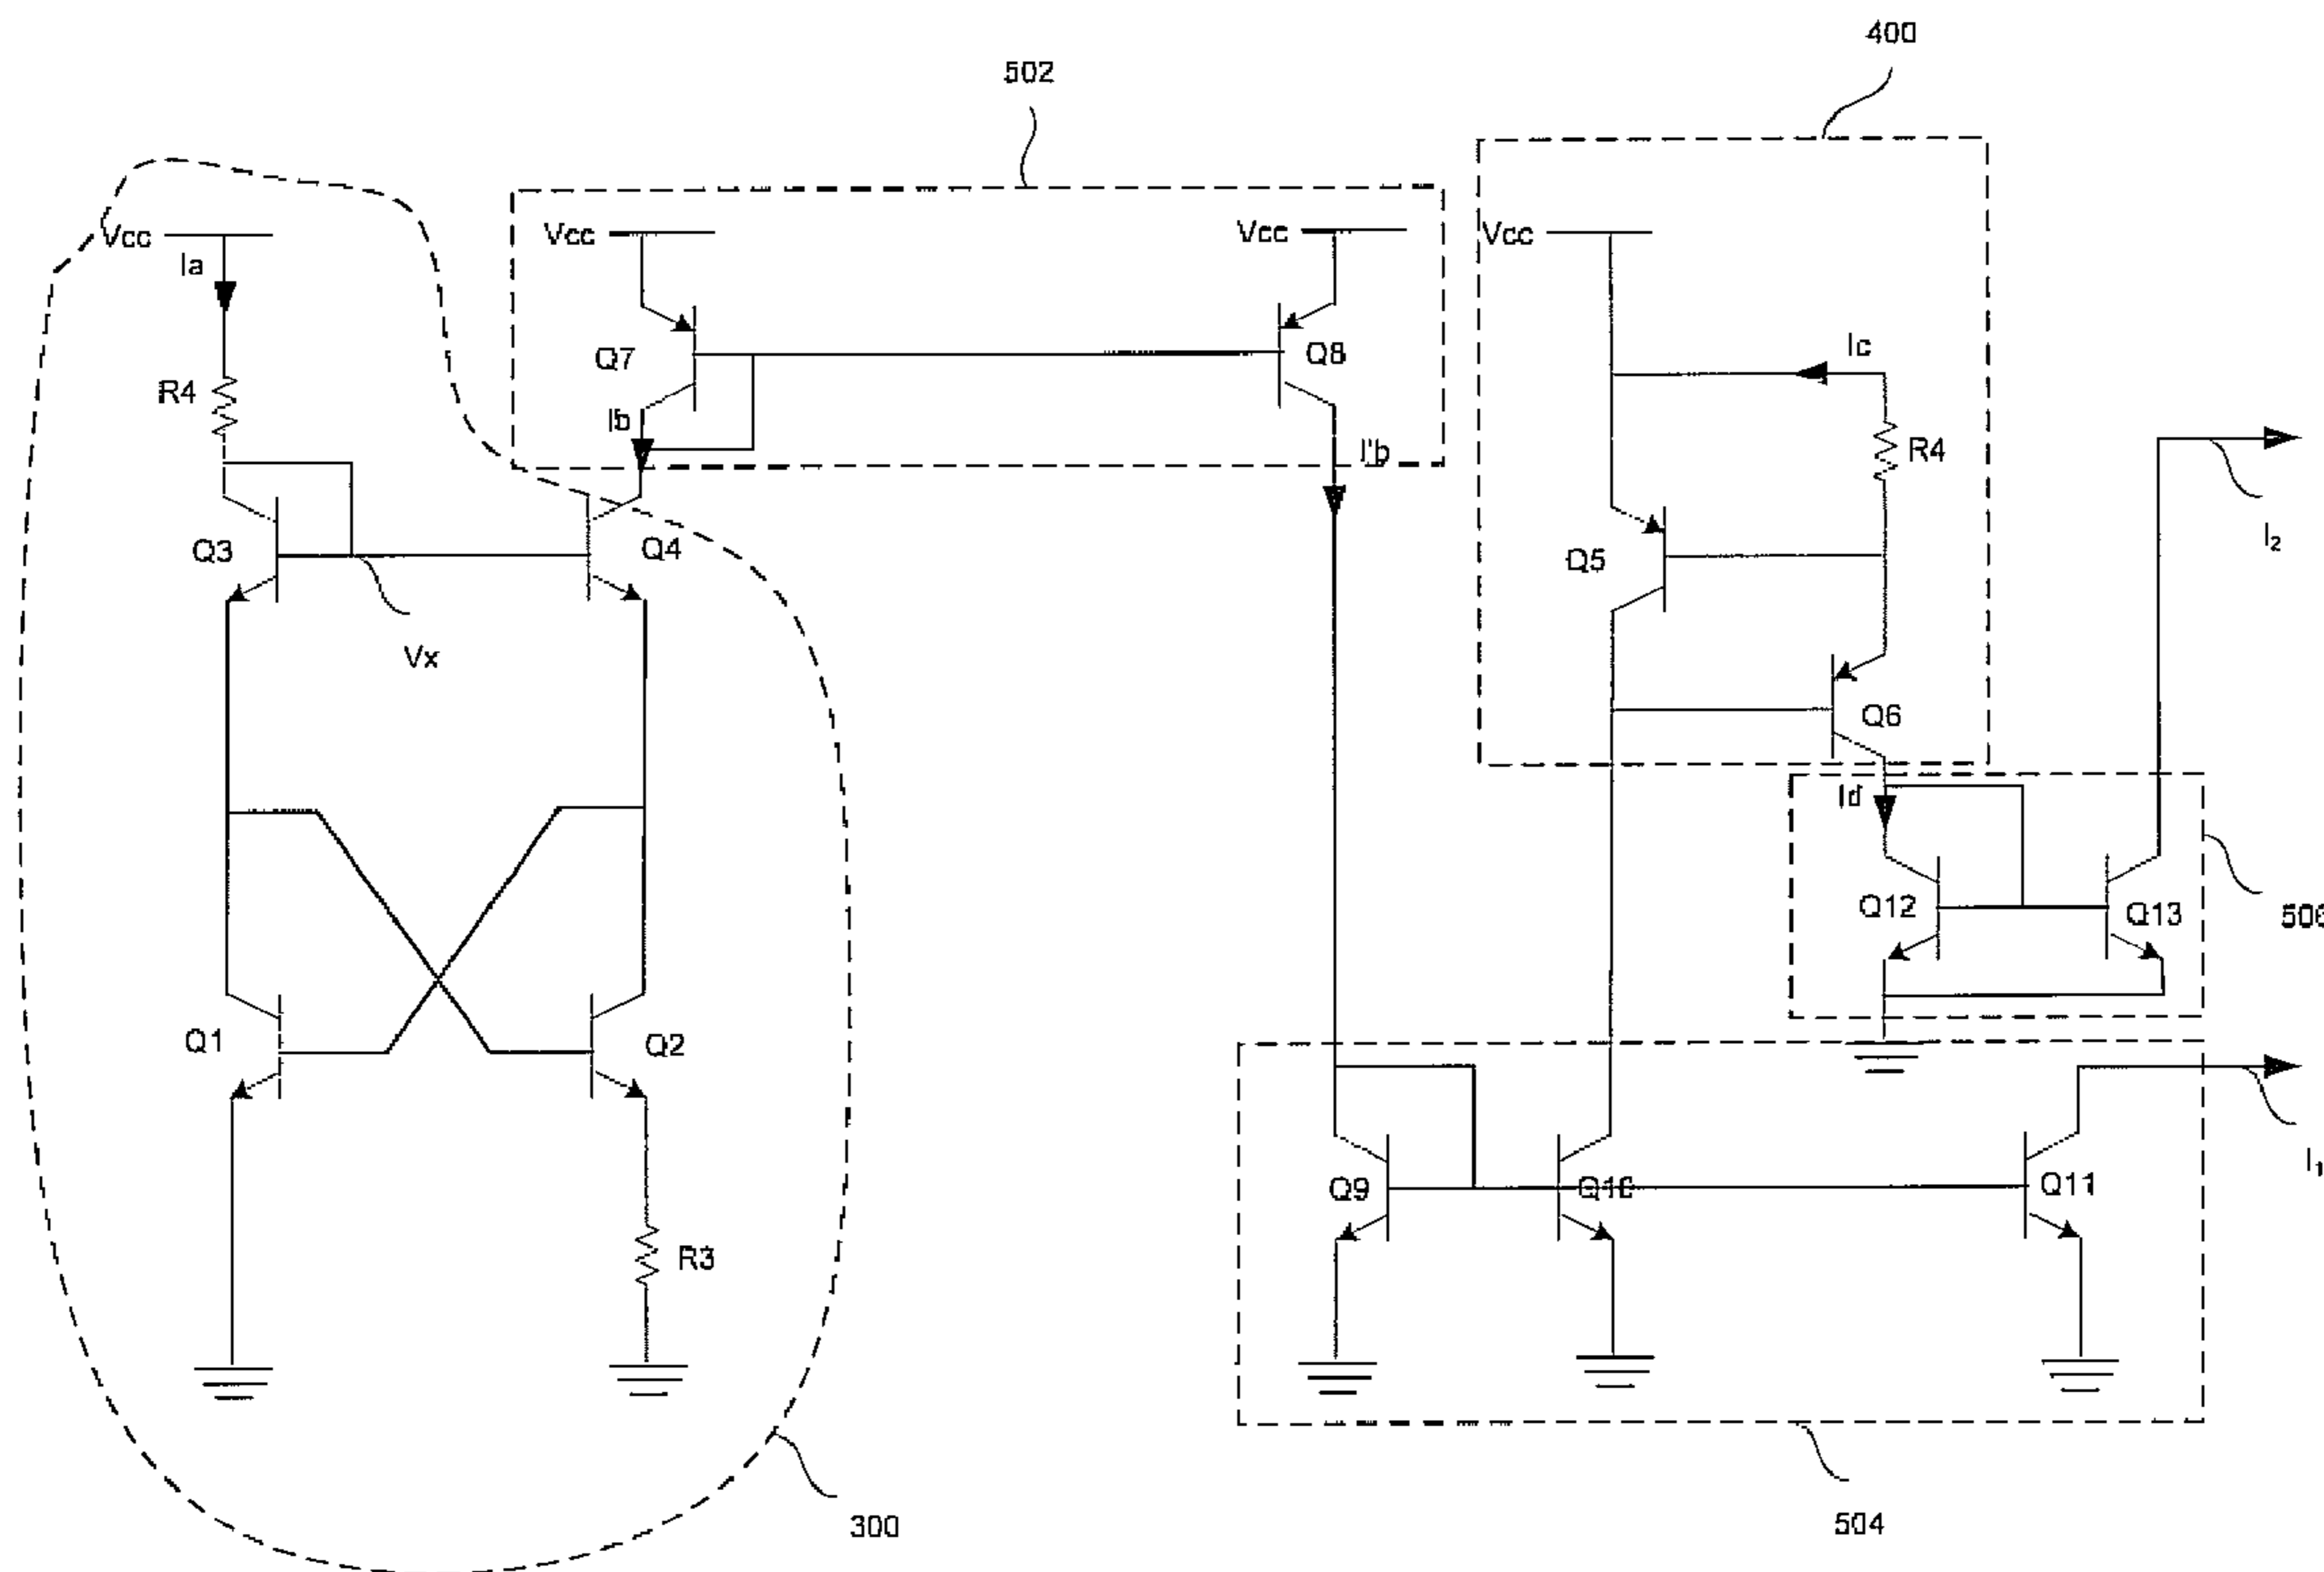 400
502
Vcc
Vcc
Vcc
Vcc
Ia
Ic
Q7
Q8
R4
Ib
I'b
R4
I₂
Q3
Q4
Q5
Vx
Q6
Id
Q12
Q13
Q1
Q2
Q9
Q11
I₁
R3
300
504